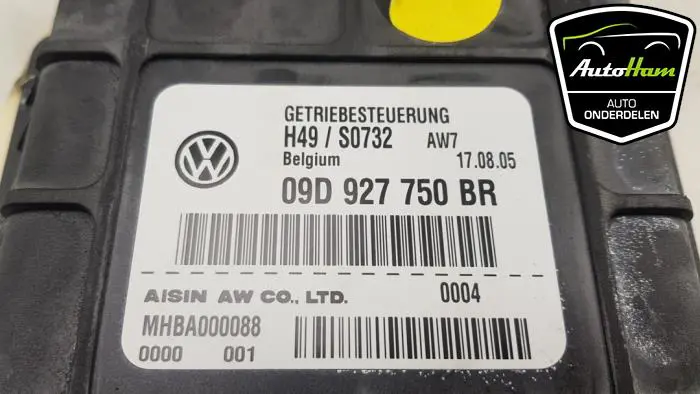 GETRIEBESTEUERUNG
H49 / S0732 AW7
Belgium 17.08.05
09D 927 750 BR
AISIN AW CO., LTD. 0004
MHBA000088
0000 001
AutoHam
AUTO
ONDERDELEN